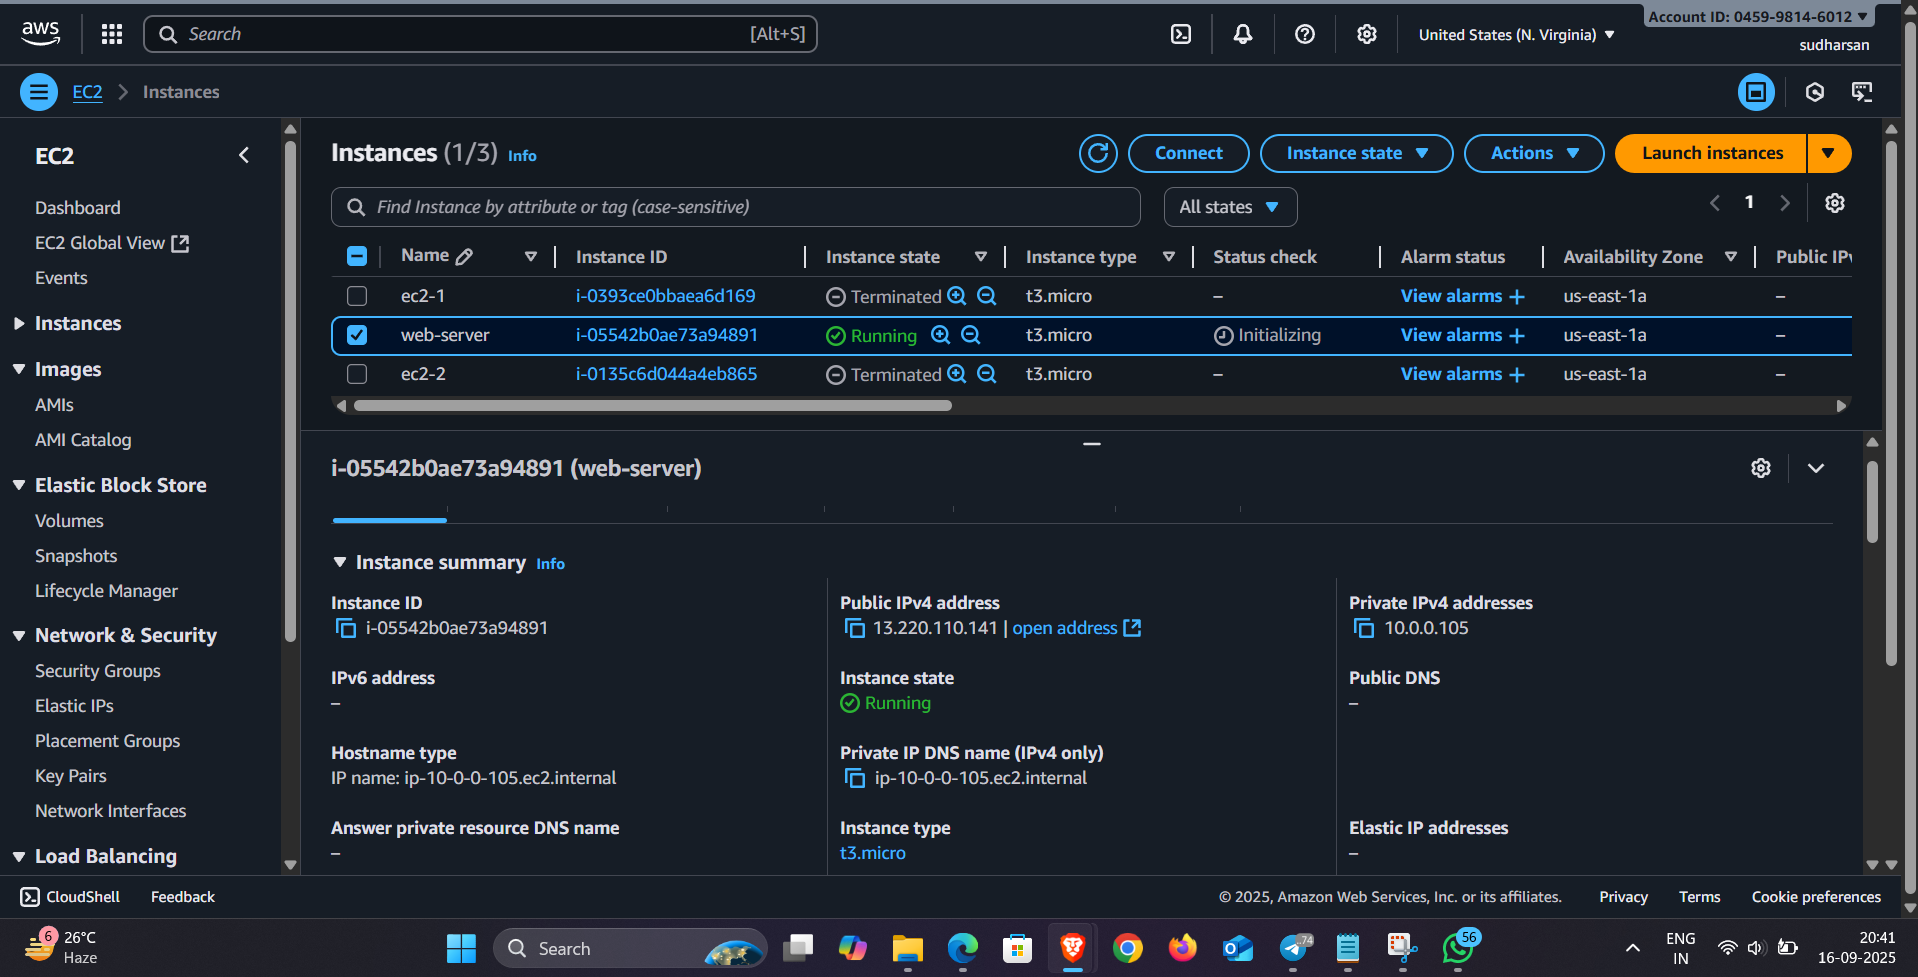 aws
Search [Alt+S]
United States (N. Virginia)
Account ID: 0459-9814-6012
sudharsan
EC2 Instances
EC2
Dashboard
EC2 Global View
Events
Instances
Images
AMIs
AMI Catalog
Elastic Block Store
Volumes
Snapshots
Lifecycle Manager
Network & Security
Security Groups
Elastic IPs
Placement Groups
Key Pairs
Network Interfaces
Load Balancing
Instances (1/3) Info
Connect Instance state Actions Launch instances
Find Instance by attribute or tag (case-sensitive) All states 1
Name Instance ID Instance state Instance type Status check Alarm status Availability Zone Public IPv
ec2-1 i-0393ce0bbaea6d169 Terminated t3.micro – View alarms + us-east-1a –
web-server i-05542b0ae73a94891 Running t3.micro Initializing View alarms + us-east-1a –
ec2-2 i-0135c6d044a4eb865 Terminated t3.micro – View alarms + us-east-1a –
i-05542b0ae73a94891 (web-server)
Instance summary Info
Instance ID
i-05542b0ae73a94891
Public IPv4 address
13.220.110.141 | open address
Private IPv4 addresses
10.0.0.105
IPv6 address
–
Instance state
Running
Public DNS
–
Hostname type
IP name: ip-10-0-0-105.ec2.internal
Private IP DNS name (IPv4 only)
ip-10-0-0-105.ec2.internal
Answer private resource DNS name
–
Instance type
t3.micro
Elastic IP addresses
–
CloudShell Feedback © 2025, Amazon Web Services, Inc. or its affiliates. Privacy Terms Cookie preferences
6
26°C
Haze
Search
74
56
ENG
IN
20:41
16-09-2025